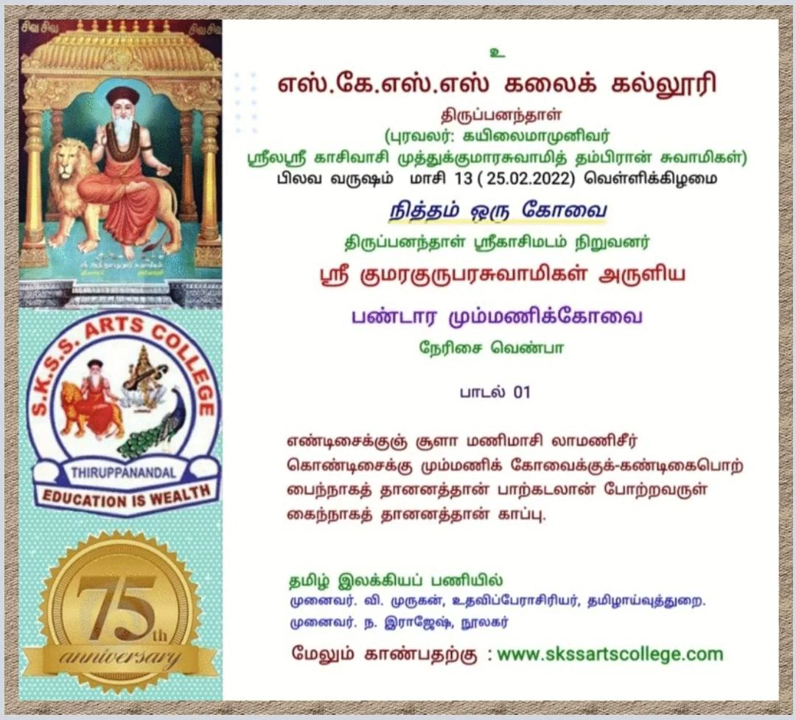 சிவ சிவ சிவ சிவ
உ
எஸ்.கே.எஸ்.எஸ் கலைக் கல்லூரி
திருப்பனந்தாள்
(புரவலர்: கயிலைமாமுனிவர்
ஸ்ரீலஸ்ரீ காசிவாசி முத்துக்குமாரசுவாமித் தம்பிரான் சுவாமிகள்)
பிலவ வருஷம் மாசி 13 ( 25.02.2022) வெள்ளிக்கிழமை
நித்தம் ஒரு கோவை
திருப்பனந்தாள் ஸ்ரீகாசிமடம் நிறுவனர்
ஸ்ரீ குமரகுருபரசுவாமிகள் அருளிய
பண்டார மும்மணிக்கோவை
நேரிசை வெண்பா
பாடல் 01
எண்டிசைக்குஞ் சூளா மணிமாசி லாமணிசீர்
கொண்டிசைக்கு மும்மணிக் கோவைக்குக்-கண்டிகைபொற்
பைந்நாகத் தானனத்தான் பாற்கடலான் போற்றவருள்
கைந்நாகத் தானனத்தான் காப்பு.
தமிழ் இலக்கியப் பணியில்
முனைவர். வி. முருகன், உதவிப்பேராசிரியர், தமிழாய்வுத்துறை.
முனைவர். ந. இராஜேஷ், நூலகர்
மேலும் காண்பதற்கு : www.skssartscollege.com
S.K.S.S. ARTS COLLEGE
THIRUPPANANDAL
EDUCATION IS WEALTH
75th
anniversary